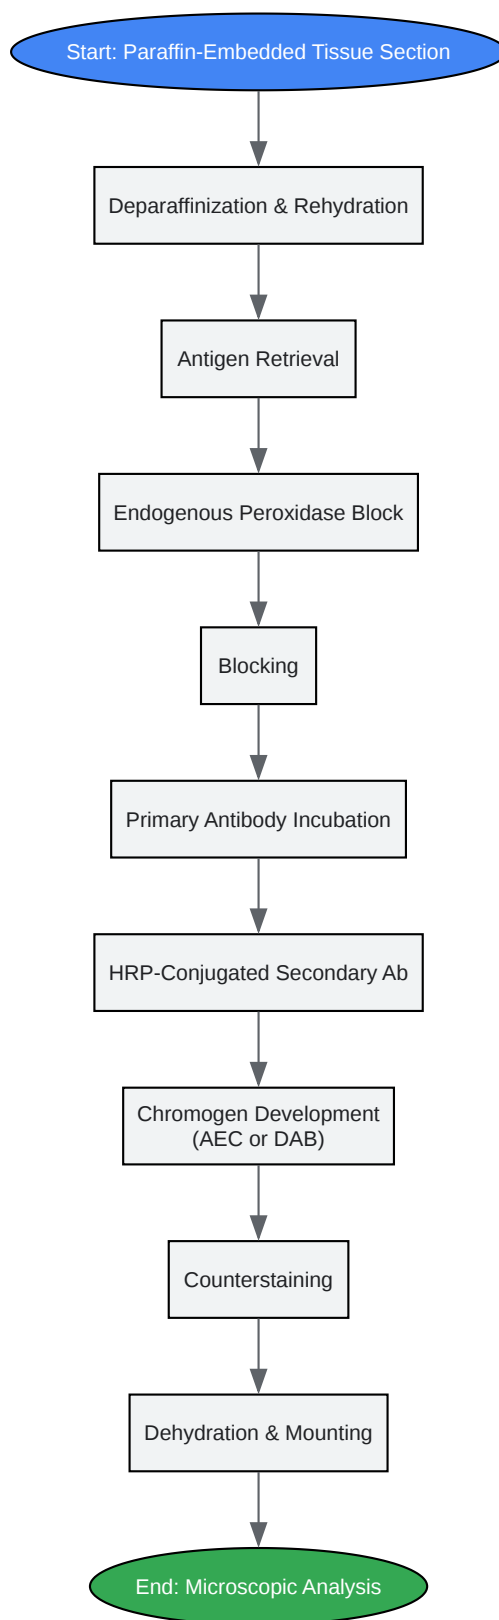 Start: Paraffin-Embedded Tissue Section
Deparaffinization & Rehydration
Antigen Retrieval
Endogenous Peroxidase Block
Blocking
Primary Antibody Incubation
HRP-Conjugated Secondary Ab
Chromogen Development
(AEC or DAB)
Counterstaining
Dehydration & Mounting
End: Microscopic Analysis